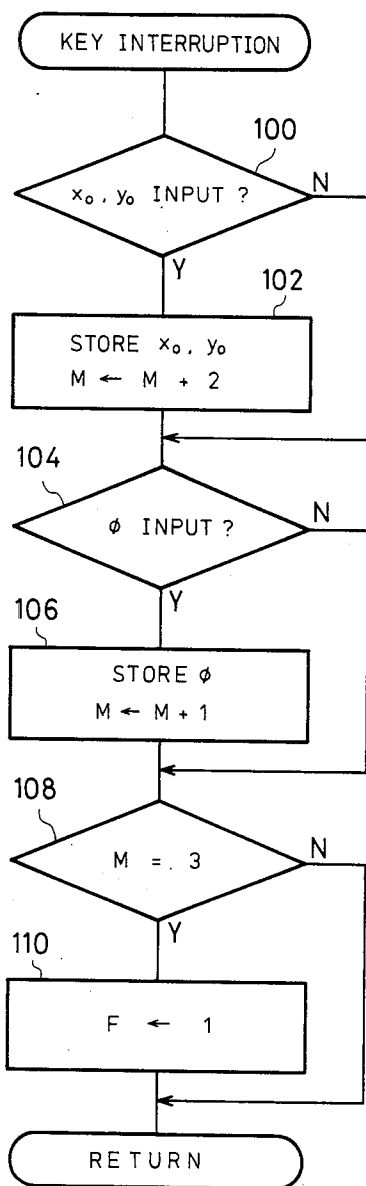 KEY INTERRUPTION
100
x₀, y₀ INPUT ?
N
Y
102
STORE x₀, y₀
M ← M + 2
104
ø INPUT ?
N
Y
106
STORE ø
M ← M + 1
108
M = 3
N
Y
110
F ← 1
RETURN